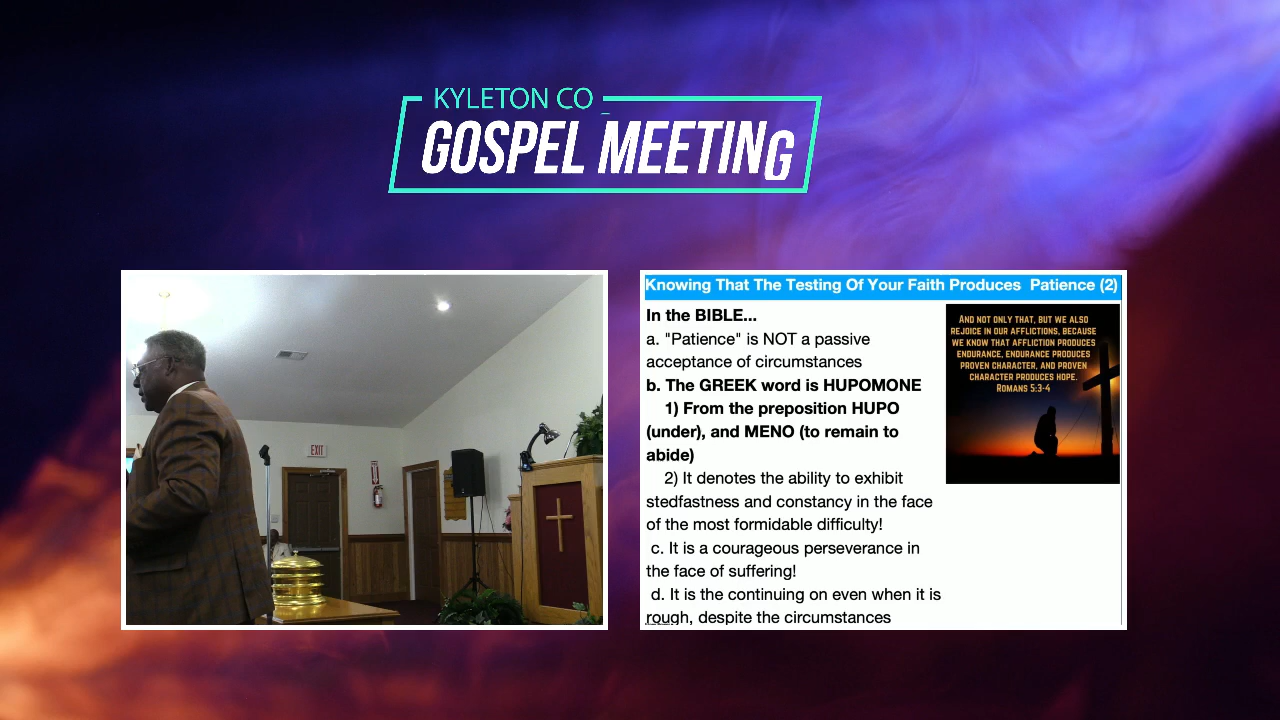 KYLETON CO
GOSPEL MEETING
EXIT
Knowing That The Testing Of Your Faith Produces Patience (2)
In the BIBLE...
a. "Patience" is NOT a passive
acceptance of circumstances
b. The GREEK word is HUPOMONE
1) From the preposition HUPO
(under), and MENO (to remain to
abide)
2) It denotes the ability to exhibit
stedfastness and constancy in the face
of the most formidable difficulty!
c. It is a courageous perseverance in
the face of suffering!
d. It is the continuing on even when it is
rough, despite the circumstances
AND NOT ONLY THAT, BUT WE ALSO
REJOICE IN OUR AFFLICTIONS, BECAUSE
WE KNOW THAT AFFLICTION PRODUCES
ENDURANCE, ENDURANCE PRODUCES
PROVEN CHARACTER, AND PROVEN
CHARACTER PRODUCES HOPE.
ROMANS 5:3-4